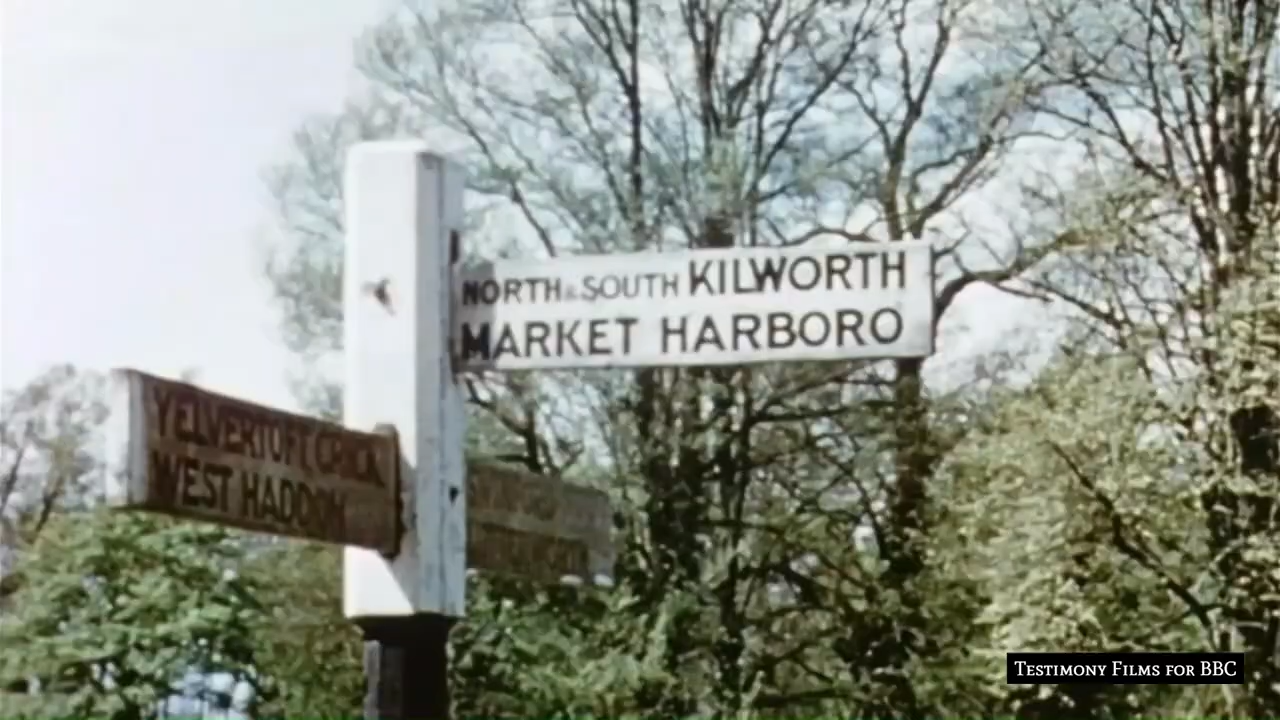 NORTH & SOUTH KILWORTH
MARKET HARBORO
YELVERTOFT, CRICK
WEST HADDON
TESTIMONY FILMS FOR BBC